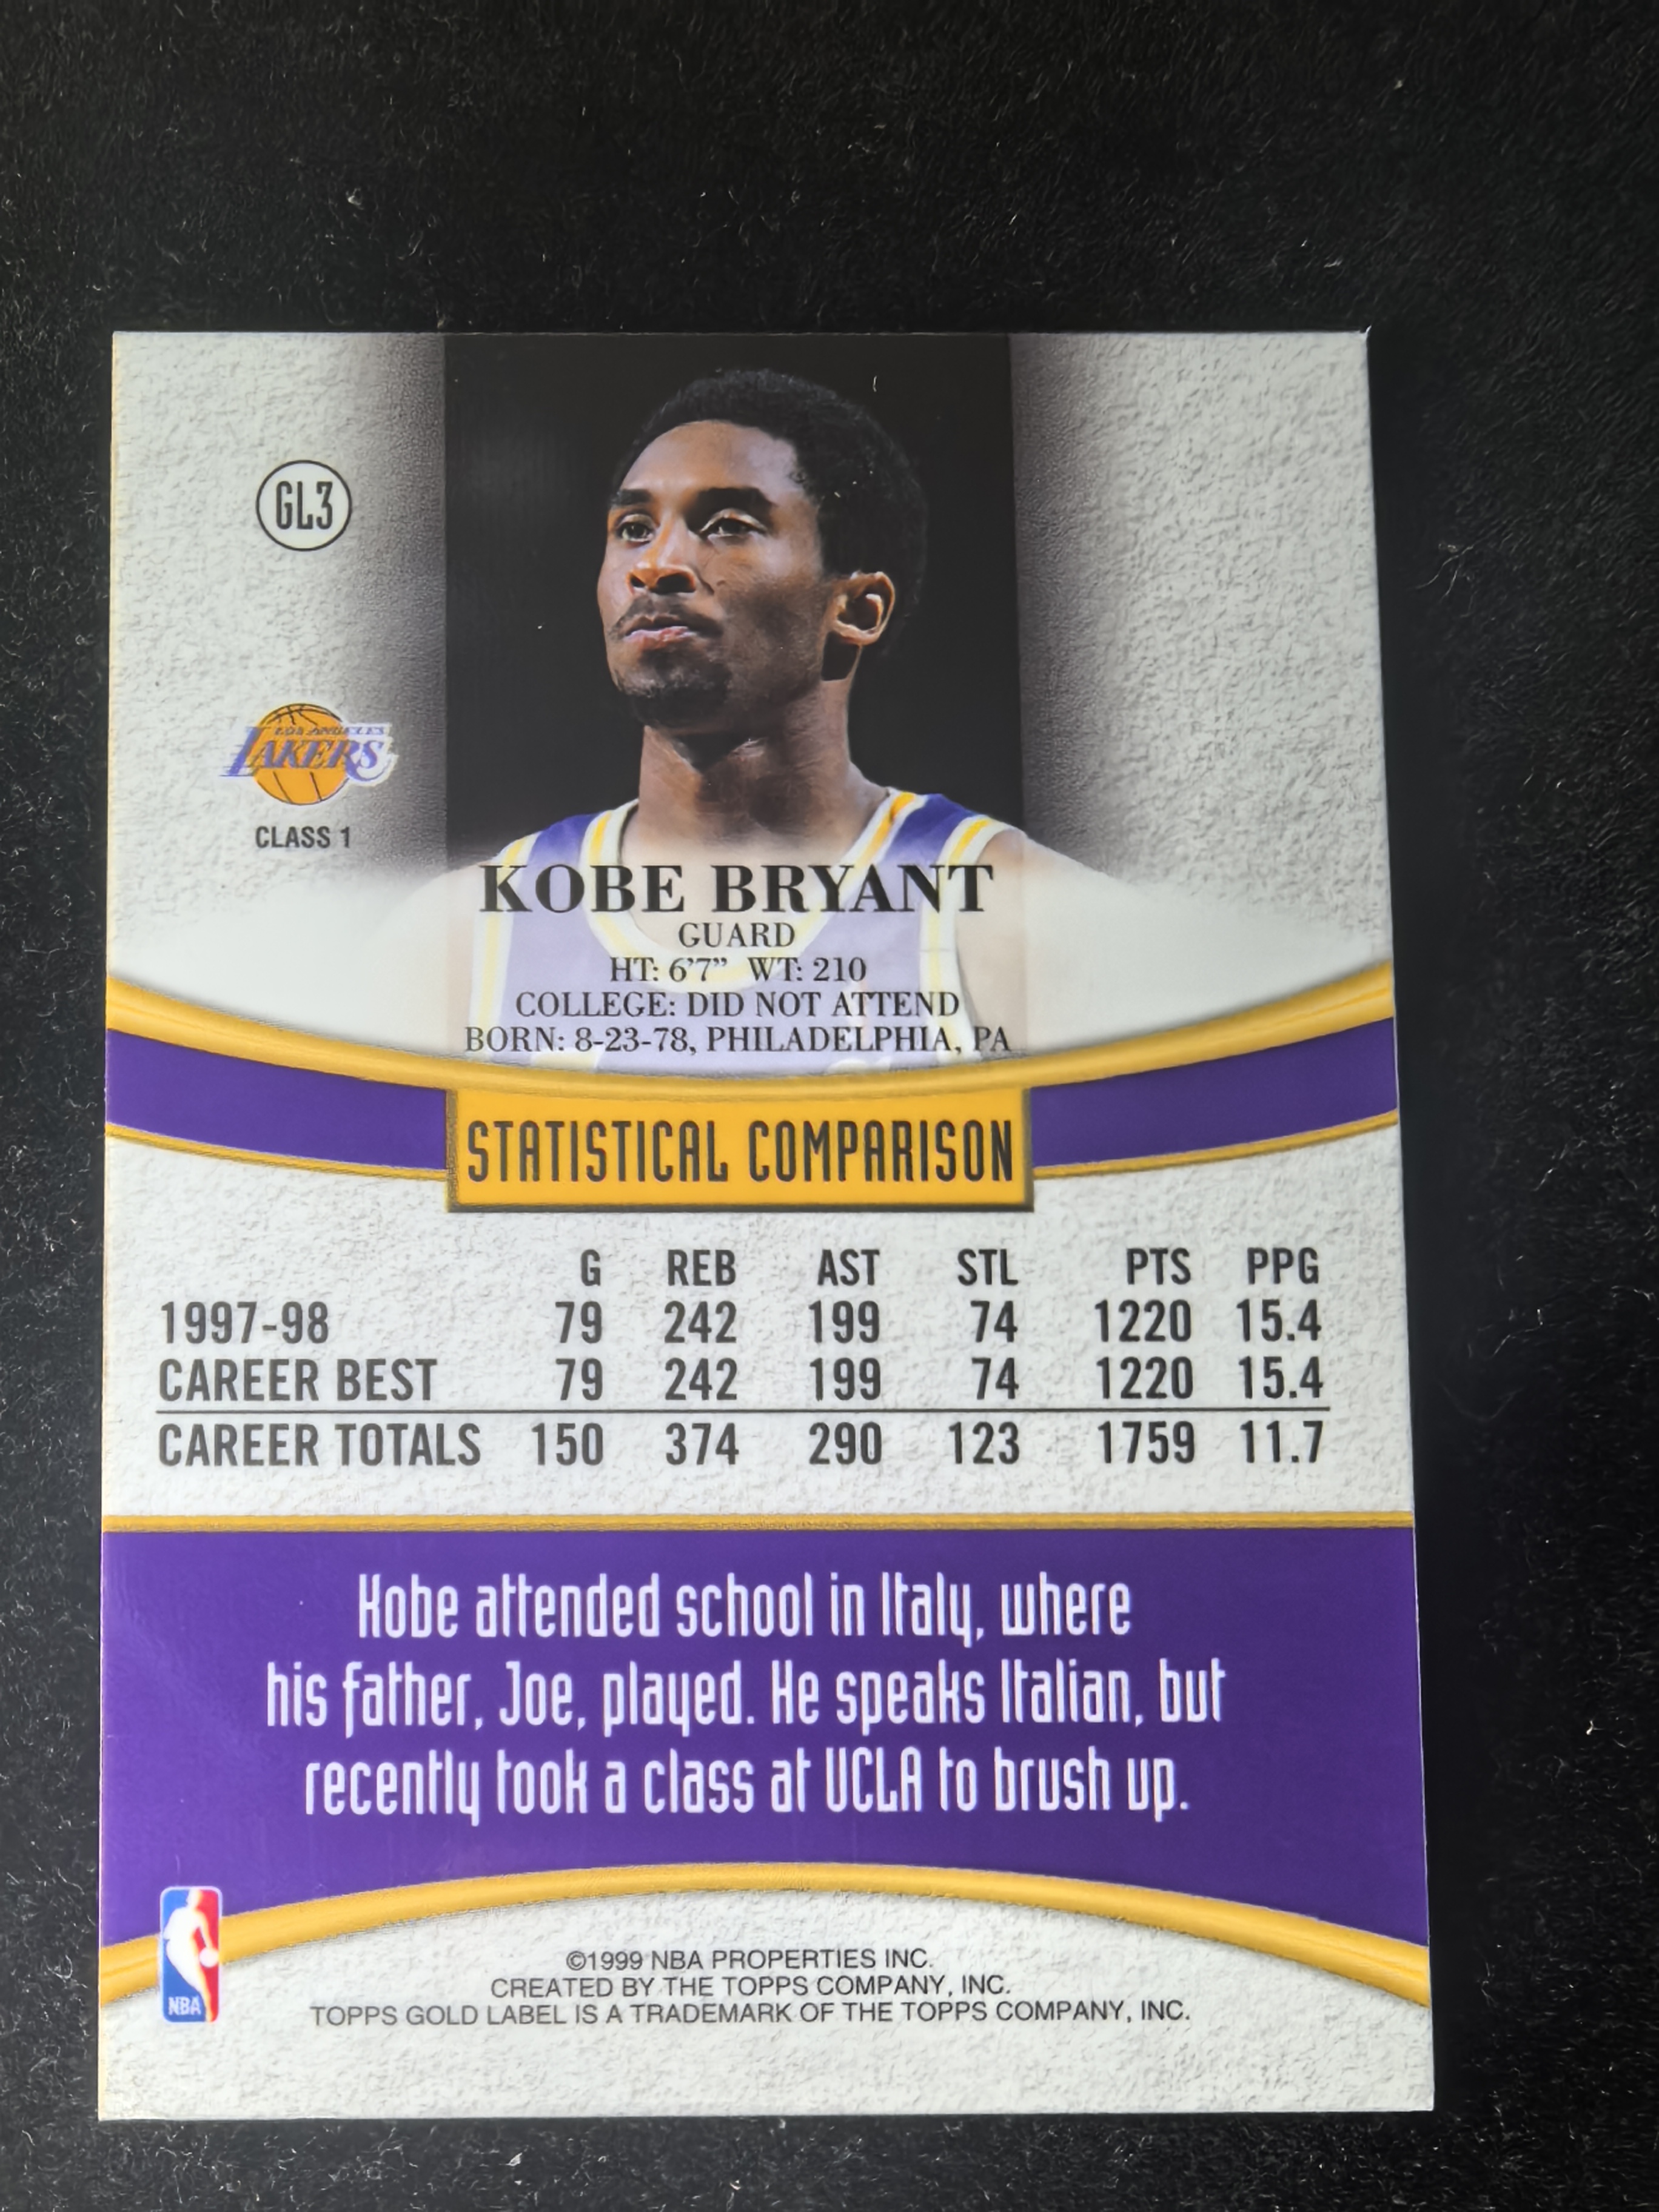 GL3
LOS ANGELES
LAKERS
CLASS 1
KOBE BRYANT
GUARD
HT: 6'7” WT: 210
COLLEGE: DID NOT ATTEND
BORN: 8-23-78, PHILADELPHIA, PA
STATISTICAL COMPARISON
G REB AST STL PTS PPG
1997-98 79 242 199 74 1220 15.4
CAREER BEST 79 242 199 74 1220 15.4
CAREER TOTALS 150 374 290 123 1759 11.7
Kobe attended school in Italy, where
his father, Joe, played. He speaks Italian, but
recently took a class at UCLA to brush up.
NBA
©1999 NBA PROPERTIES INC.
CREATED BY THE TOPPS COMPANY, INC.
TOPPS GOLD LABEL IS A TRADEMARK OF THE TOPPS COMPANY, INC.